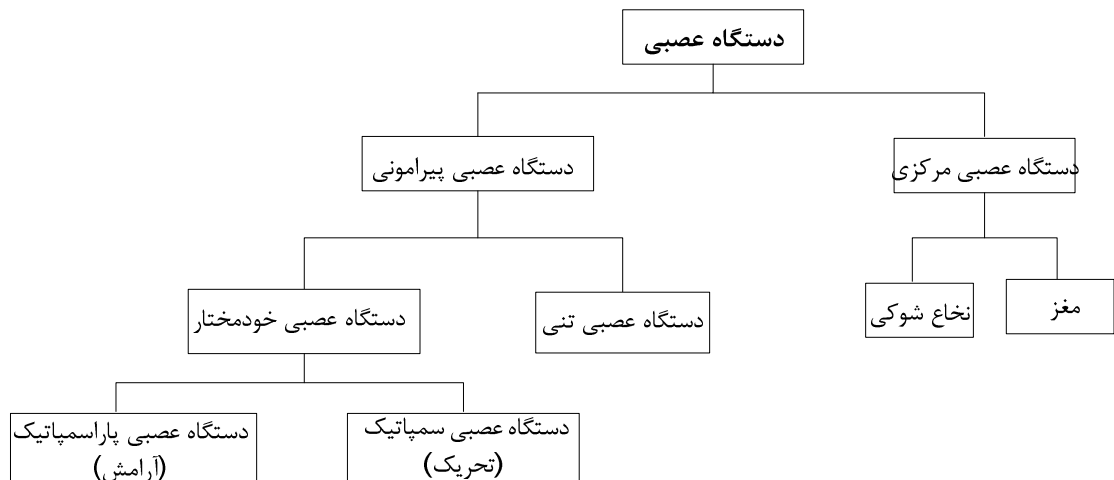 دستگاه عصبی
دستگاه عصبی مرکزی
دستگاه عصبی پیرامونی
مغز
نخاع شوکی
دستگاه عصبی تنی
دستگاه عصبی خودمختار
دستگاه عصبی سمپاتیک
(تحریک)
دستگاه عصبی پاراسمپاتیک
(آرامش)